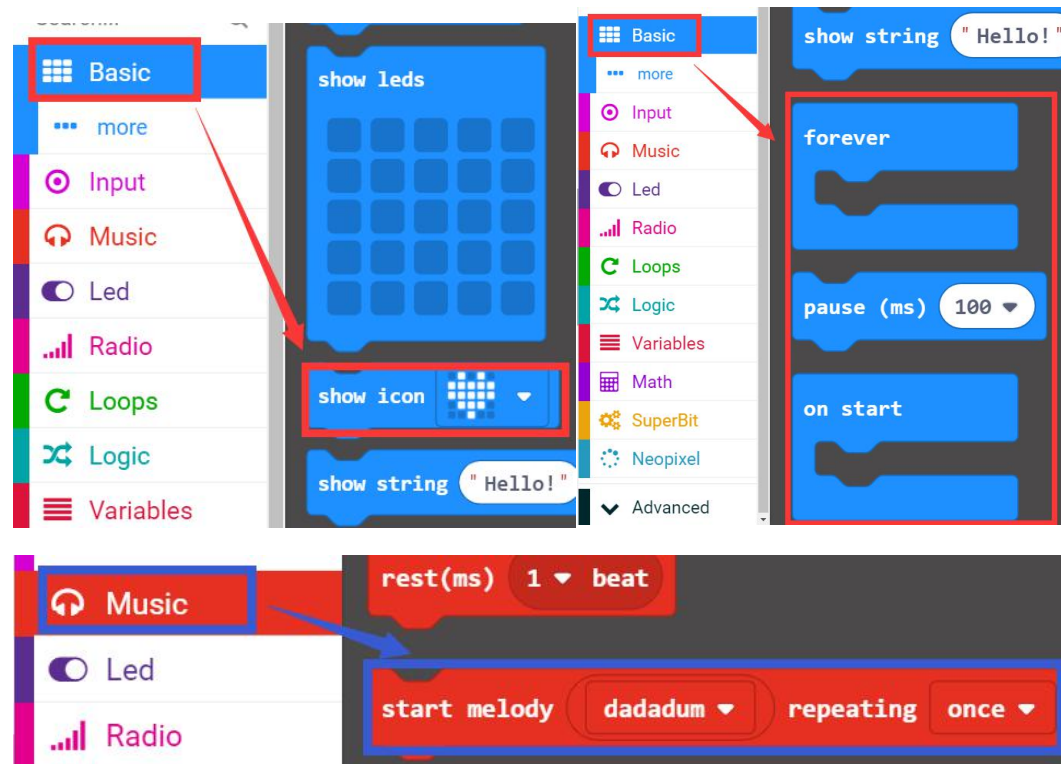 Search...
Basic
more
Input
Music
Led
Radio
Loops
Logic
Variables
show leds
show icon
show string "Hello!"
Basic
more
Input
Music
Led
Radio
Loops
Logic
Variables
Math
SuperBit
Neopixel
Advanced
show string "Hello!"
forever
pause (ms) 100
on start
Music
Led
Radio
rest(ms) 1 beat
start melody dadadum repeating once